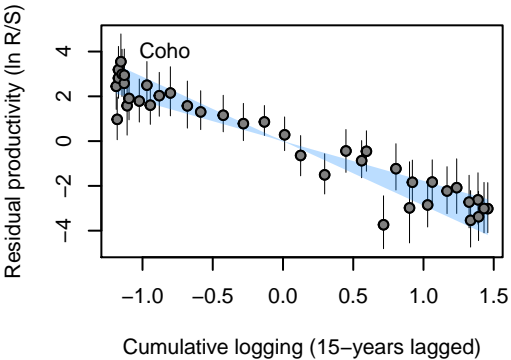 Coho
Residual productivity (ln R/S)
4
2
0
−2
−4
−1.0 −0.5 0.0 0.5 1.0 1.5
Cumulative logging (15−years lagged)